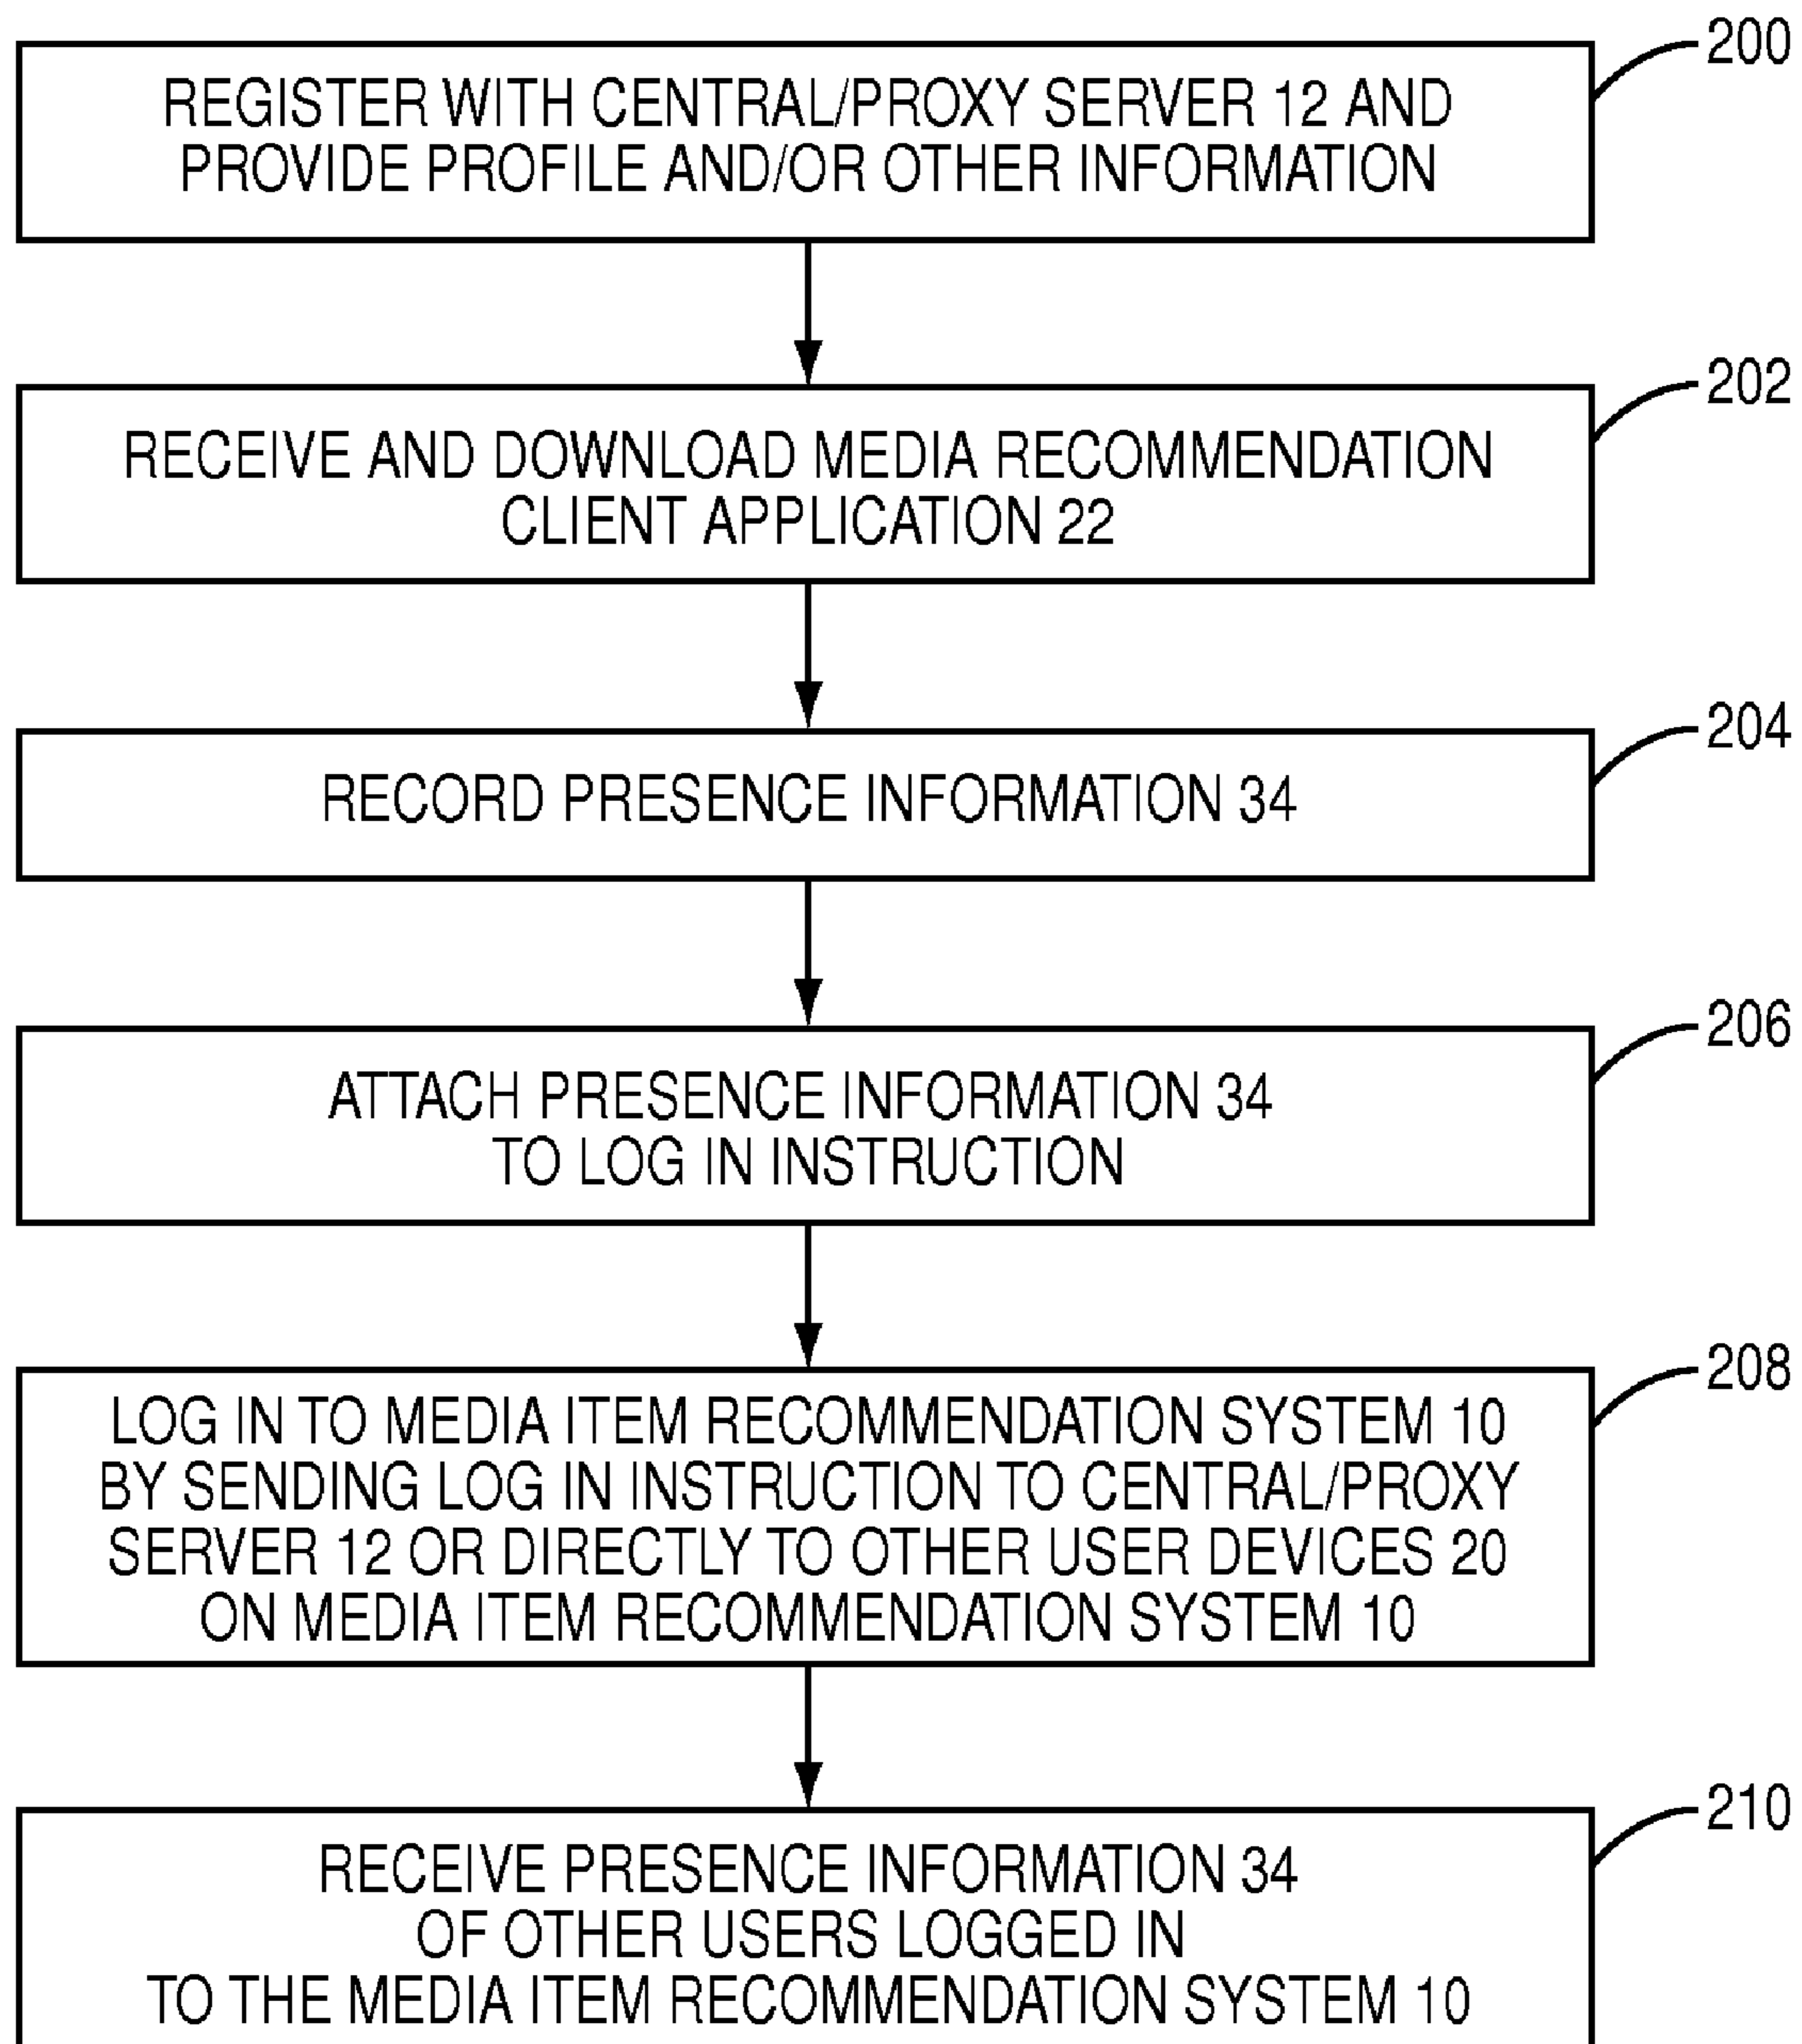 200
REGISTER WITH CENTRAL/PROXY SERVER 12 AND
PROVIDE PROFILE AND/OR OTHER INFORMATION
202
RECEIVE AND DOWNLOAD MEDIA RECOMMENDATION
CLIENT APPLICATION 22
204
RECORD PRESENCE INFORMATION 34
206
ATTACH PRESENCE INFORMATION 34
TO LOG IN INSTRUCTION
208
LOG IN TO MEDIA ITEM RECOMMENDATION SYSTEM 10
BY SENDING LOG IN INSTRUCTION TO CENTRAL/PROXY
SERVER 12 OR DIRECTLY TO OTHER USER DEVICES 20
ON MEDIA ITEM RECOMMENDATION SYSTEM 10
210
RECEIVE PRESENCE INFORMATION 34
OF OTHER USERS LOGGED IN
TO THE MEDIA ITEM RECOMMENDATION SYSTEM 10